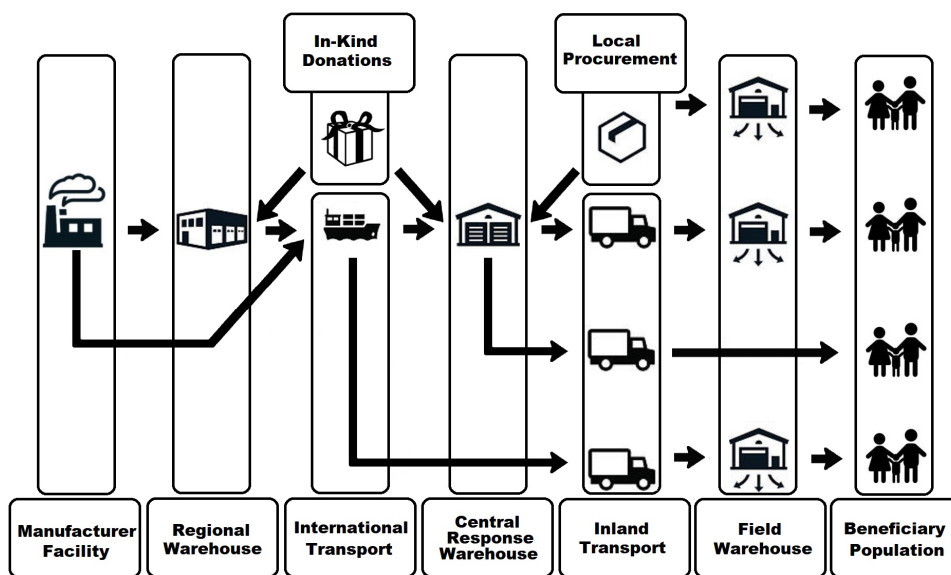 In-Kind
Donations
Local
Procurement
Manufacturer
Facility
Regional
Warehouse
International
Transport
Central
Response
Warehouse
Inland
Transport
Field
Warehouse
Beneficiary
Population